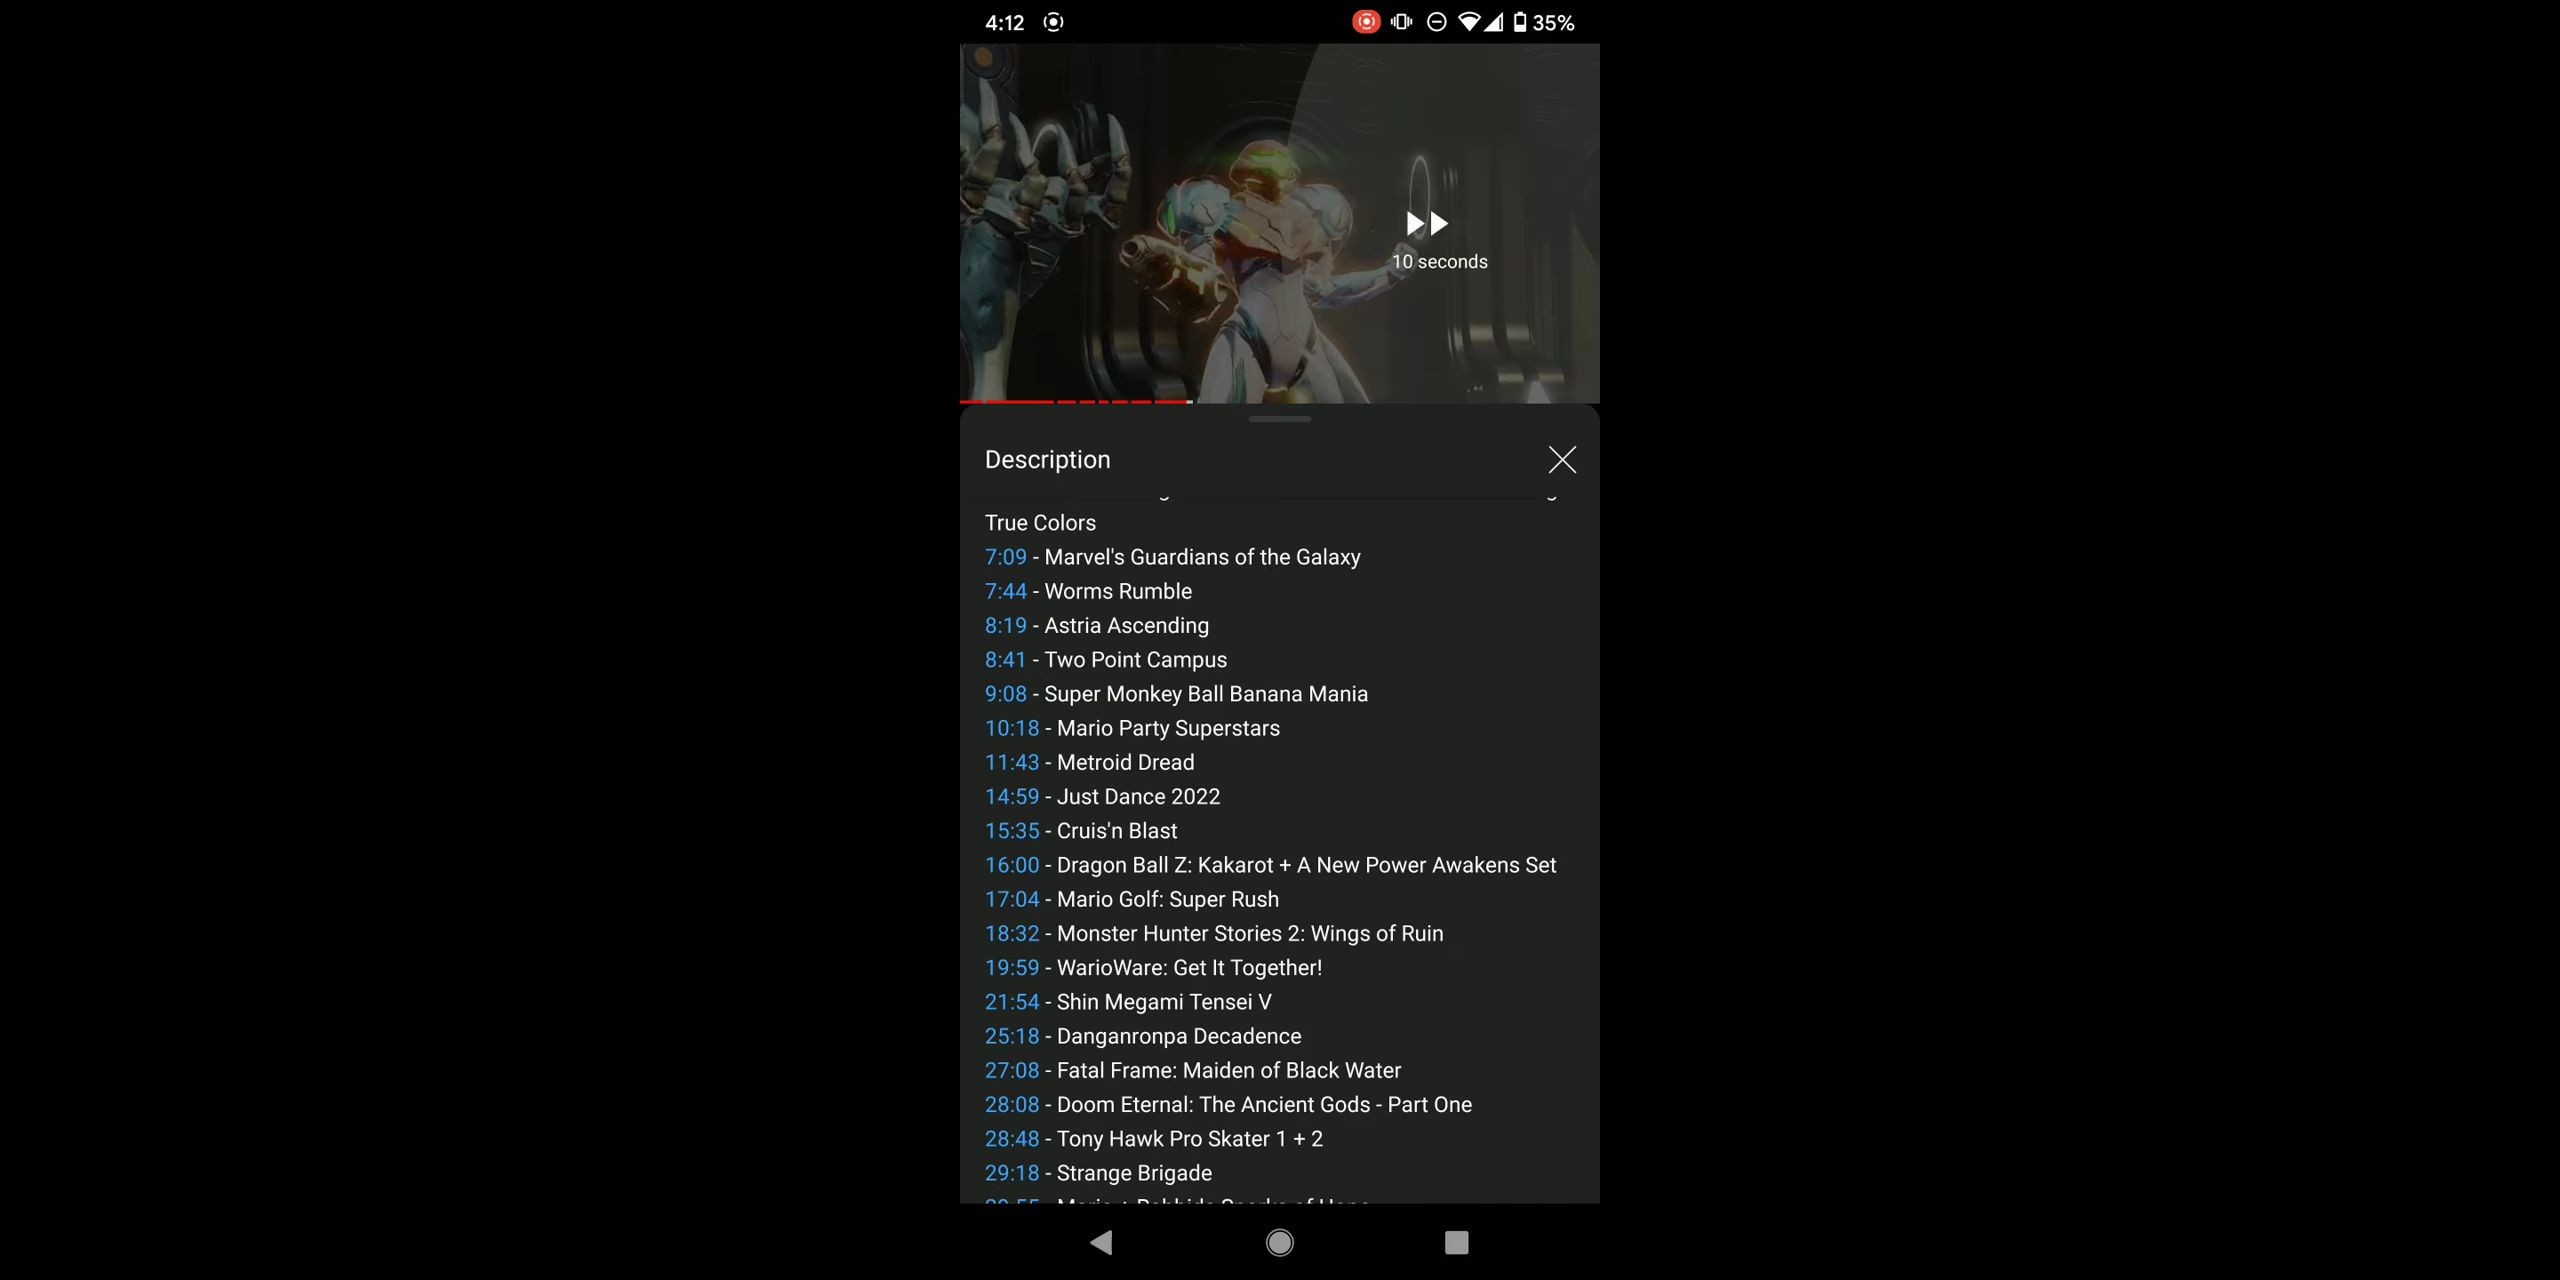 4:12
35%
10 seconds
Description
True Colors
7:09 - Marvel's Guardians of the Galaxy
7:44 - Worms Rumble
8:19 - Astria Ascending
8:41 - Two Point Campus
9:08 - Super Monkey Ball Banana Mania
10:18 - Mario Party Superstars
11:43 - Metroid Dread
14:59 - Just Dance 2022
15:35 - Cruis'n Blast
16:00 - Dragon Ball Z: Kakarot + A New Power Awakens Set
17:04 - Mario Golf: Super Rush
18:32 - Monster Hunter Stories 2: Wings of Ruin
19:59 - WarioWare: Get It Together!
21:54 - Shin Megami Tensei V
25:18 - Danganronpa Decadence
27:08 - Fatal Frame: Maiden of Black Water
28:08 - Doom Eternal: The Ancient Gods - Part One
28:48 - Tony Hawk Pro Skater 1 + 2
29:18 - Strange Brigade